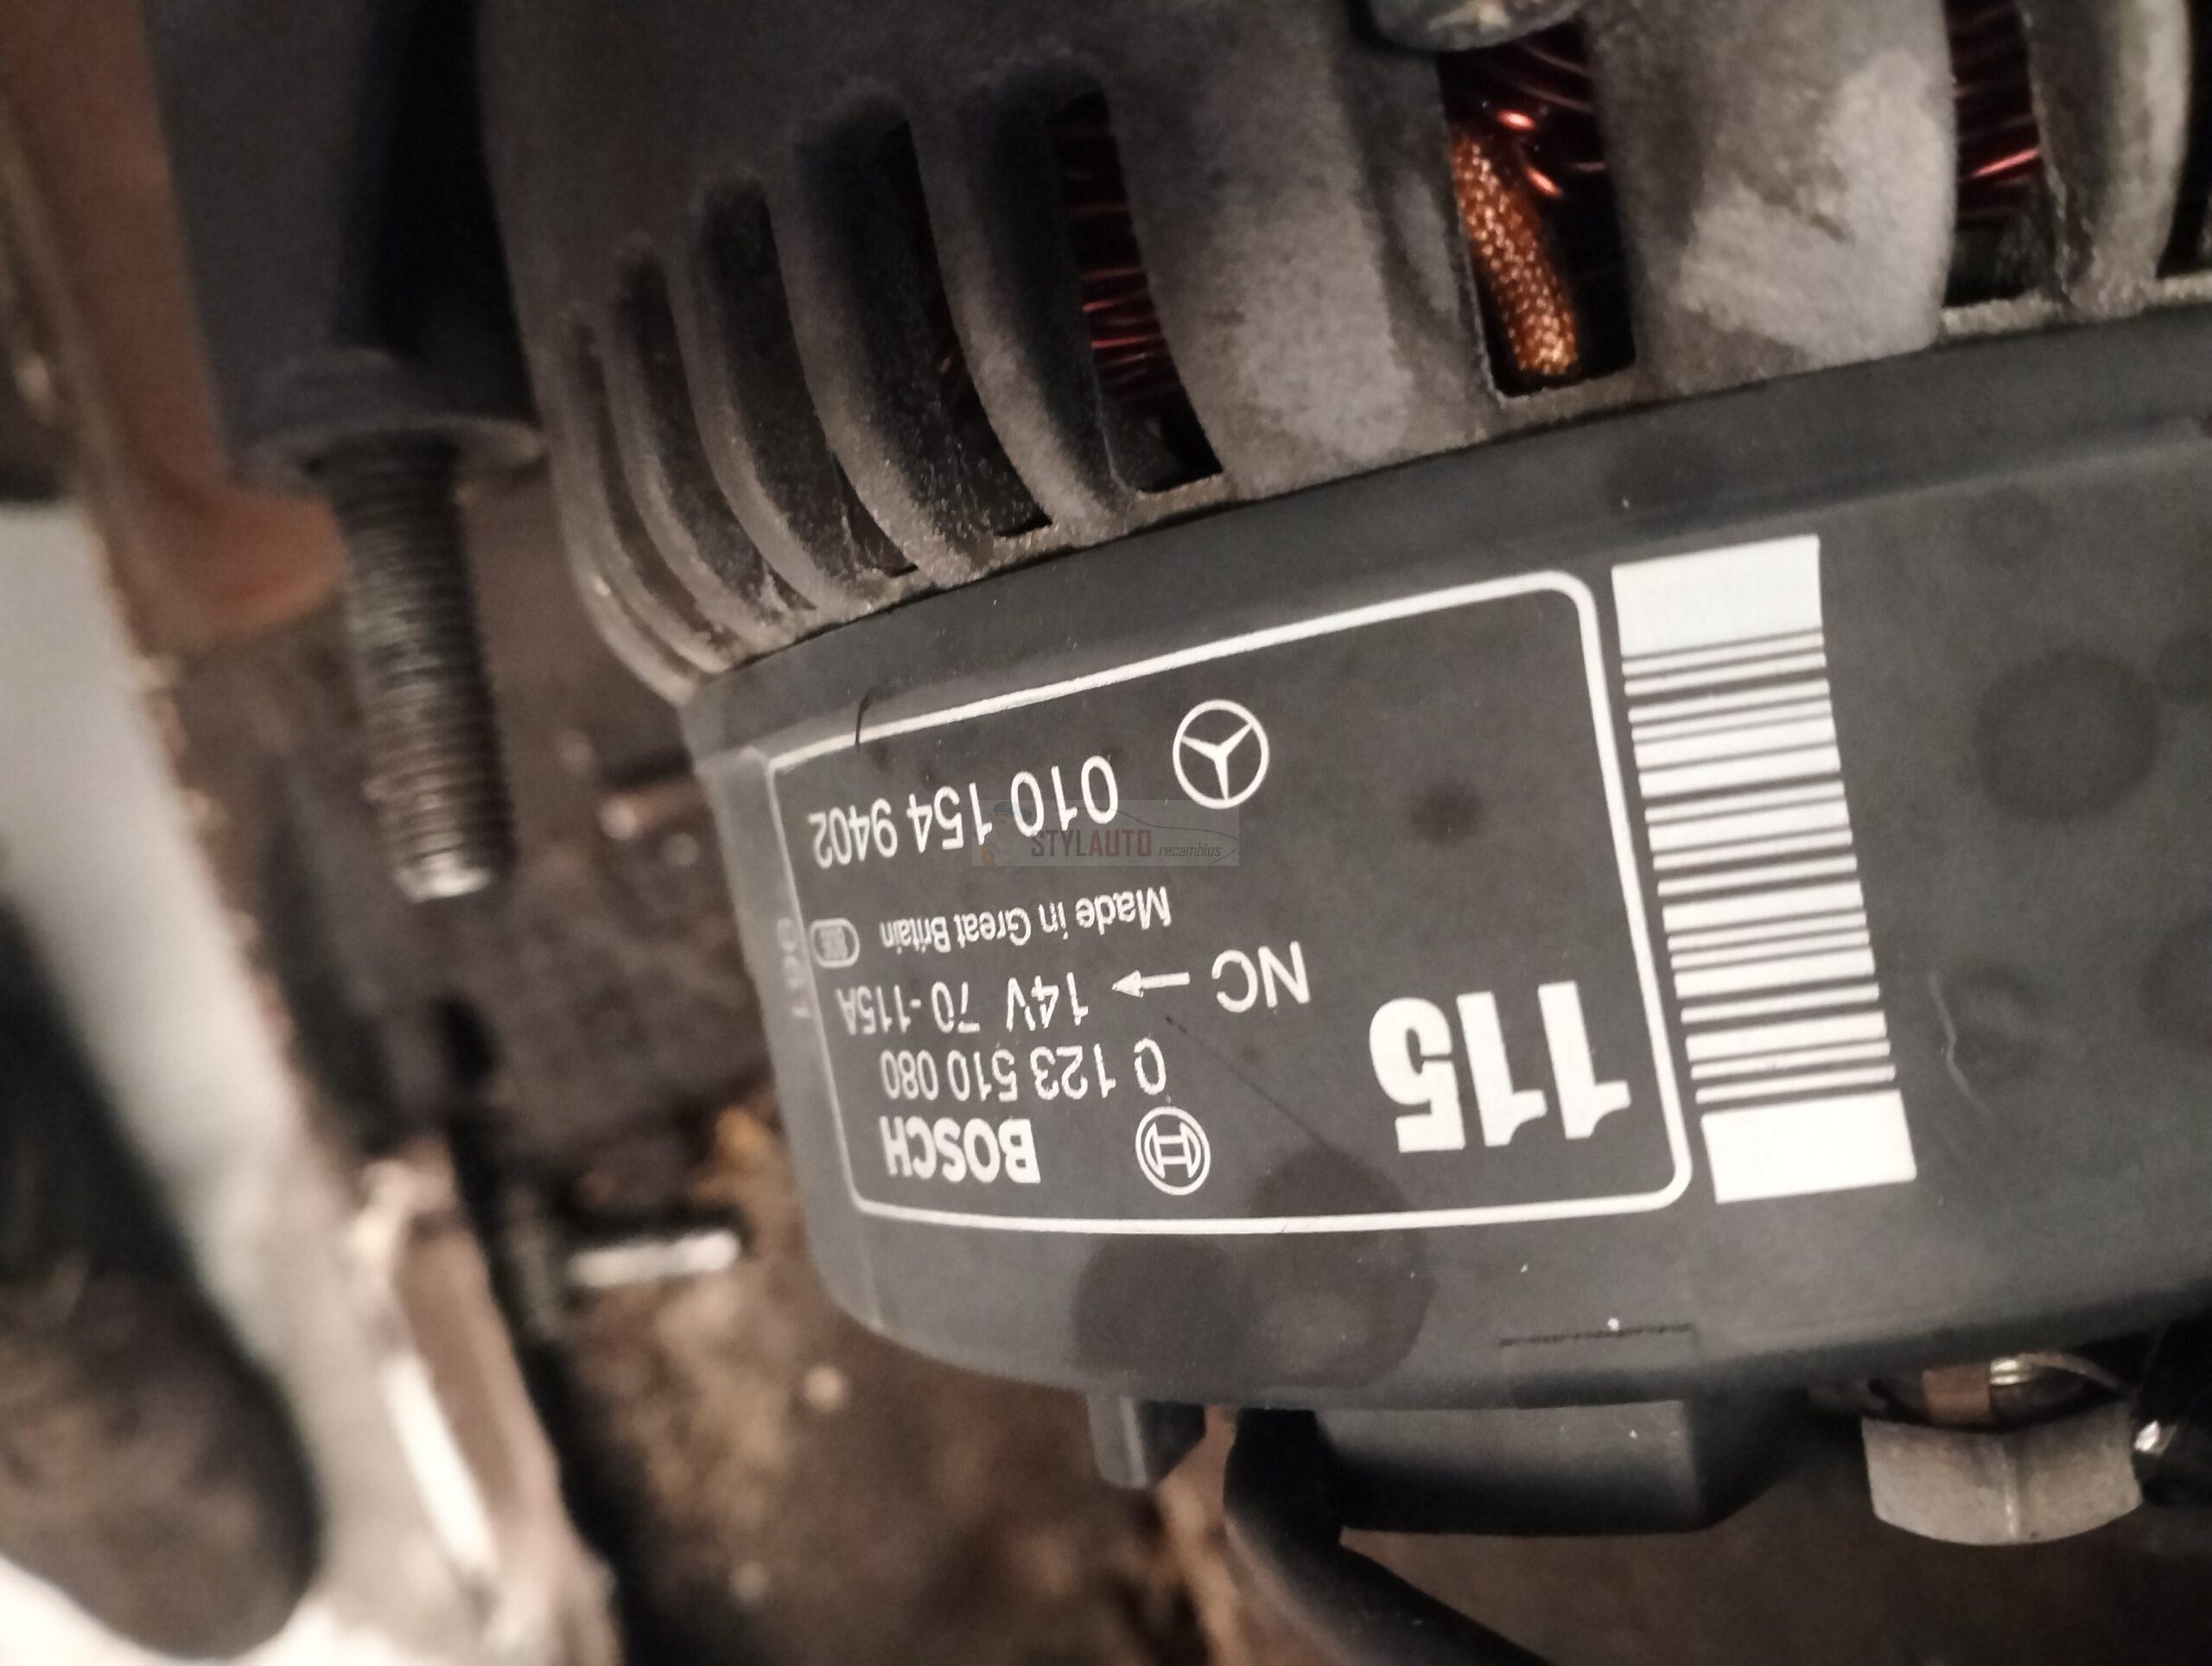 BOSCH
0 123 510 080
NC 14V 70-115A
Made in Great Britain
010 154 9402
115
STYLAUTO recambios